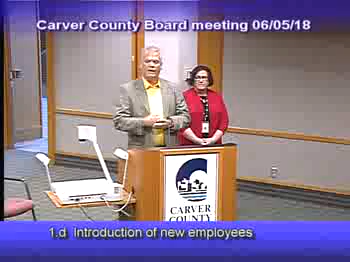 Carver County Board meeting 06/05/18
CARVER
COUNTY
1.d Introduction of new employees